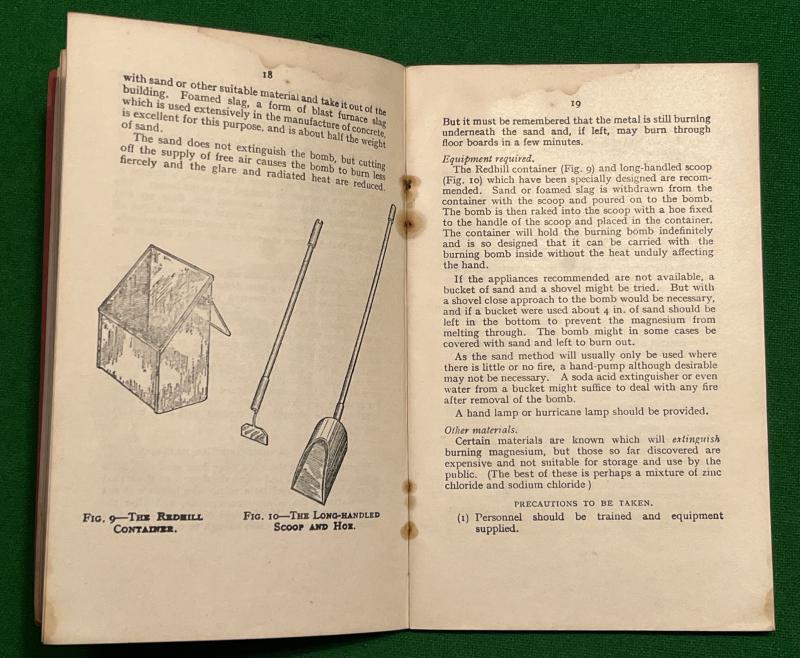 18
with sand or other suitable material and take it out of the
building. Foamed slag, a form of blast furnace slag
which is used extensively in the manufacture of concrete,
is excellent for this purpose, and is about half the weight
of sand.
The sand does not extinguish the bomb, but cutting
off the supply of free air causes the bomb to burn less
fiercely and the glare and radiated heat are reduced.
FIG. 9—THE REDHILL
CONTAINER.
FIG. 10—THE LONG-HANDLED
SCOOP AND HOE.
19
But it must be remembered that the metal is still burning
underneath the sand and, if left, may burn through
floor boards in a few minutes.
Equipment required.
The Redhill container (Fig. 9) and long-handled scoop
(Fig. 10) which have been specially designed are recom-
mended. Sand or foamed slag is withdrawn from the
container with the scoop and poured on to the bomb.
The bomb is then raked into the scoop with a hoe fixed
to the handle of the scoop and placed in the container.
The container will hold the burning bomb indefinitely
and is so designed that it can be carried with the
burning bomb inside without the heat unduly affecting
the hand.
If the appliances recommended are not available, a
bucket of sand and a shovel might be tried. But with
a shovel close approach to the bomb would be necessary,
and if a bucket were used about 4 in. of sand should be
left in the bottom to prevent the magnesium from
melting through. The bomb might in some cases be
covered with sand and left to burn out.
As the sand method will usually only be used where
there is little or no fire, a hand-pump although desirable
may not be necessary. A soda acid extinguisher or even
water from a bucket might suffice to deal with any fire
after removal of the bomb.
A hand lamp or hurricane lamp should be provided.
Other materials.
Certain materials are known which will extinguish
burning magnesium, but those so far discovered are
expensive and not suitable for storage and use by the
public. (The best of these is perhaps a mixture of zinc
chloride and sodium chloride)
PRECAUTIONS TO BE TAKEN.
(1) Personnel should be trained and equipment
supplied.